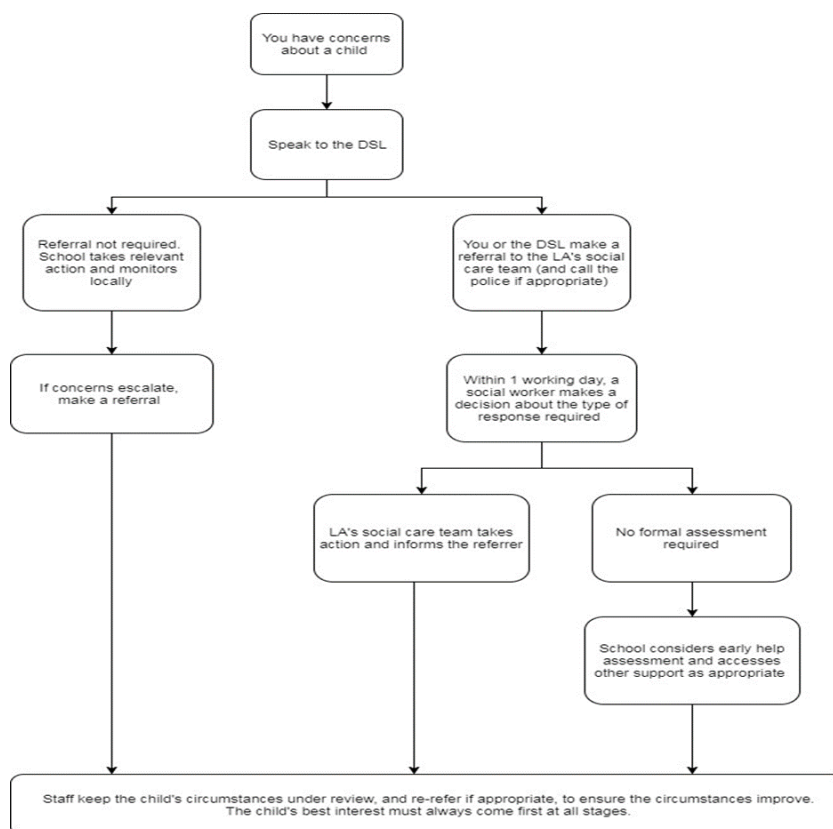 You have concerns
about a child
Speak to the DSL
Referral not required.
School takes relevant
action and monitors
locally
You or the DSL make a
referral to the LA's social
care team (and call the
police if appropriate)
If concerns escalate,
make a referral
Within 1 working day, a
social worker makes a
decision about the type of
response required
LA's social care team takes
action and informs the referrer
No formal assessment
required
School considers early help
assessment and accesses
other support as appropriate
Staff keep the child's circumstances under review, and re-refer if appropriate, to ensure the circumstances improve.
The child's best interest must always come first at all stages.